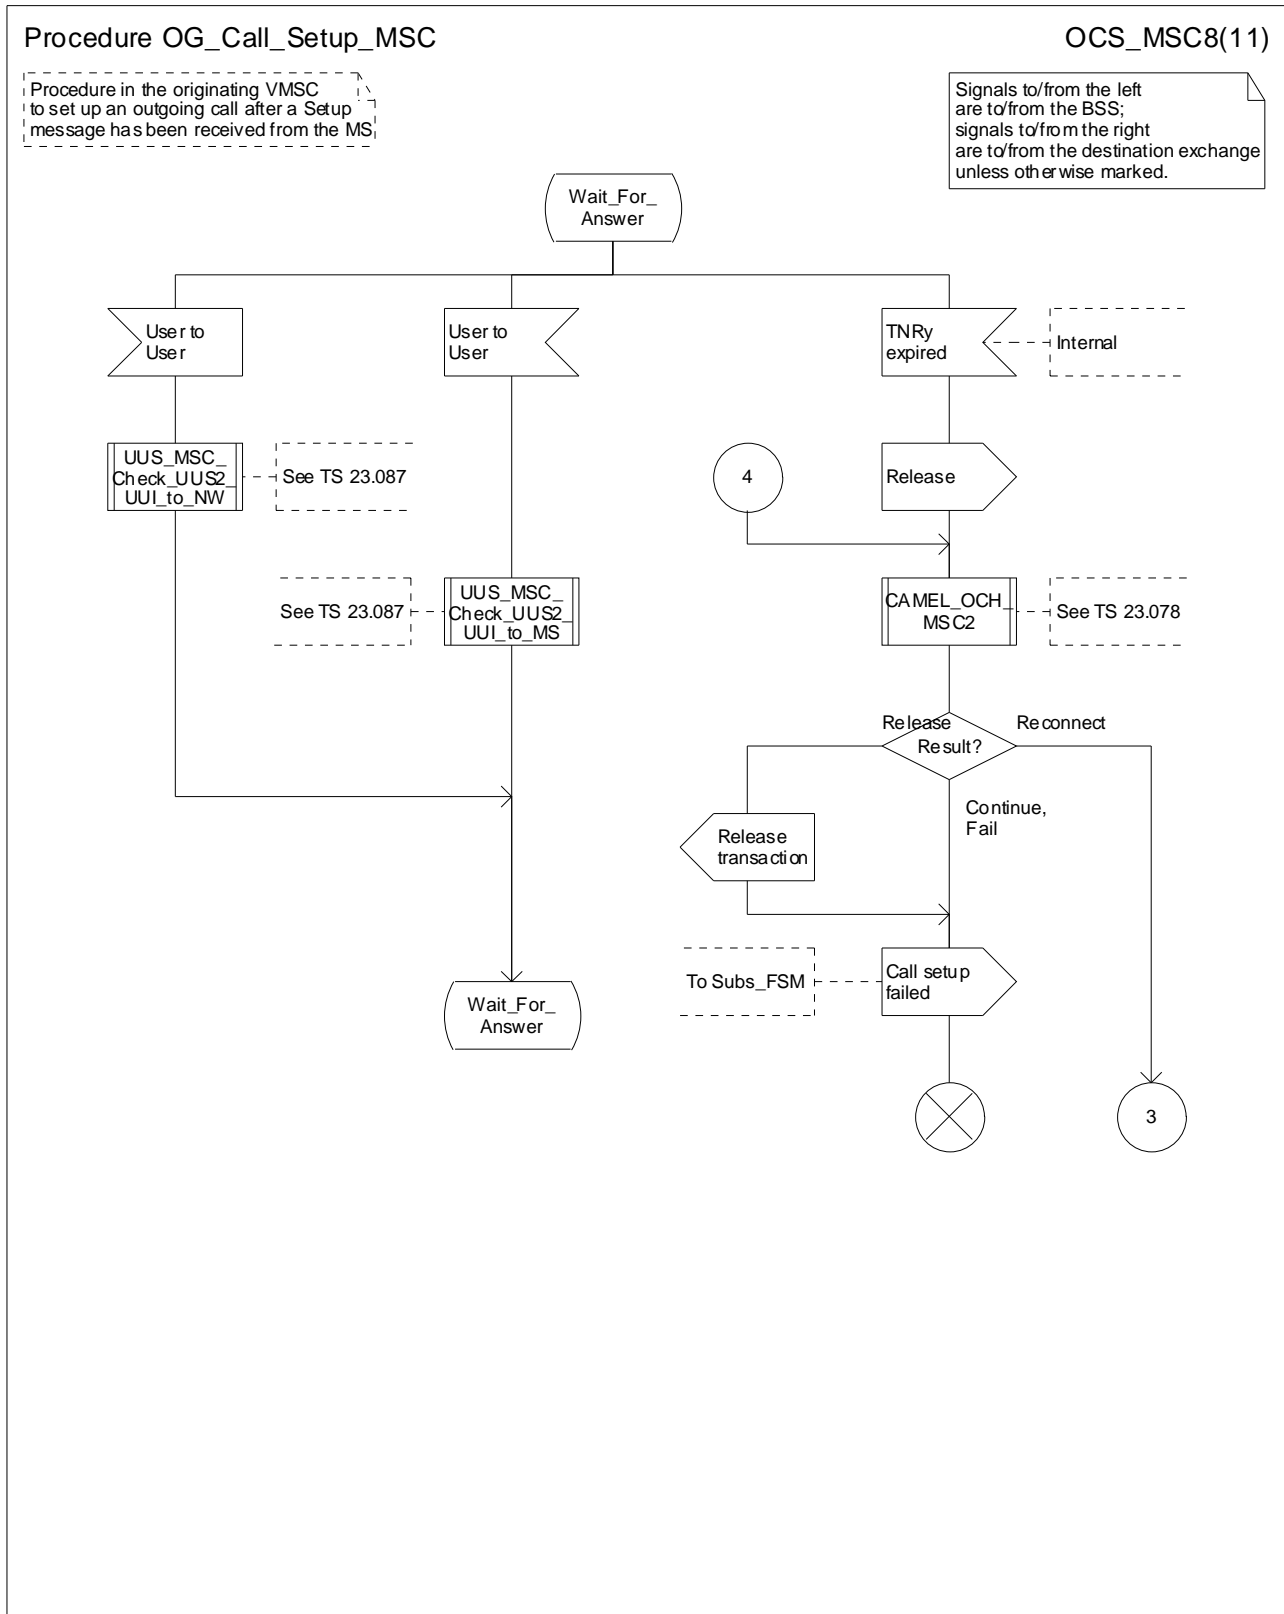 Procedure OG_Call_Setup_MSC
OCS_MSC8(11)
Procedure in the originating VMSC
to set up an outgoing call after a Setup
message has been received from the MS
Signals to/from the left
are to/from the BSS;
signals to/from the right
are to/from the destination exchange
unless otherwise marked.
Wait_For_
Answer
User to
User
User to
User
TNRy
expired
Internal
UUS_MSC_
Check_UUS2_
UUI_to_NW
See TS 23.087
4
Release
See TS 23.087
UUS_MSC_
Check_UUS2_
UUI_to_MS
CAMEL_OCH_
MSC2
See TS 23.078
Release
Reconnect
Result?
Continue,
Fail
Release
transaction
To Subs_FSM
Call setup
failed
Wait_For_
Answer
3